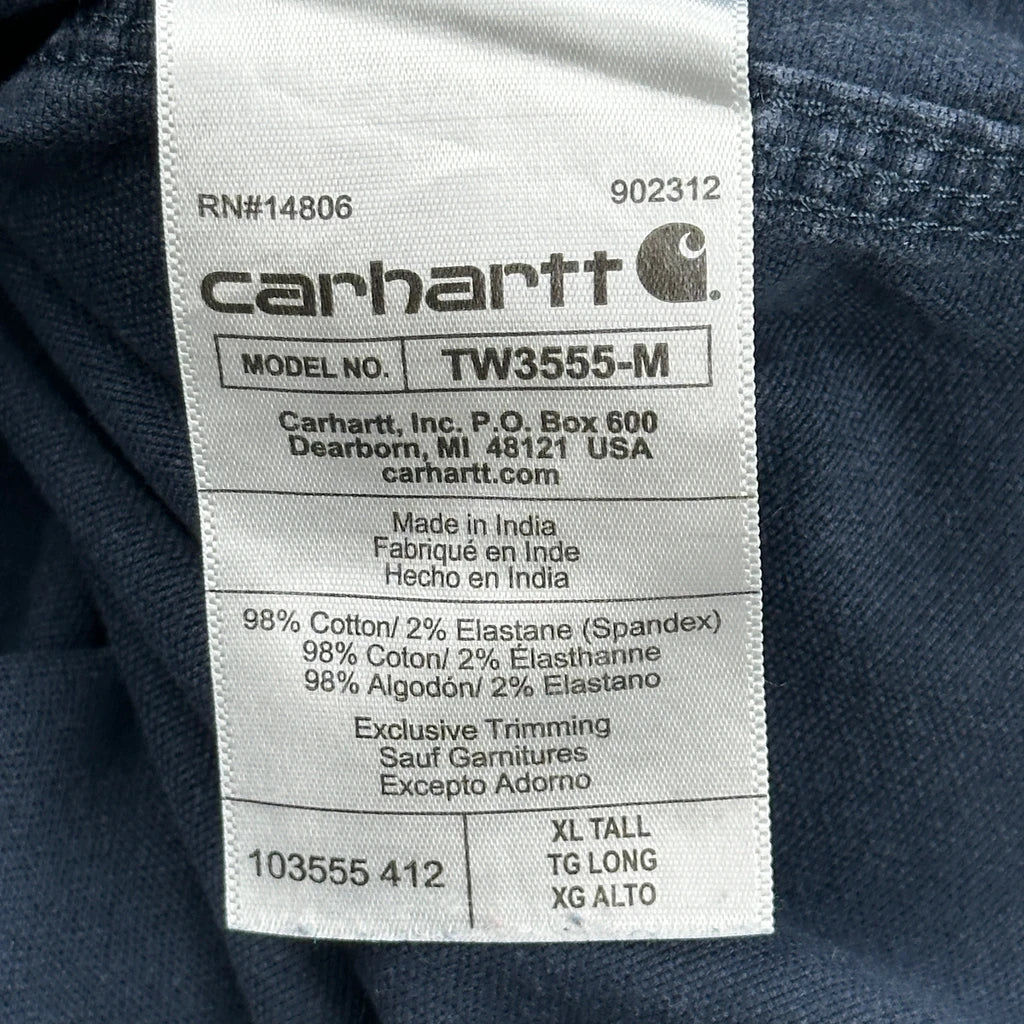 RN#14806 902312
carhartt
MODEL NO. TW3555-M
Carhartt, Inc. P.O. Box 600
Dearborn, MI 48121 USA
carhartt.com
Made in India
Fabriqué en Inde
Hecho en India
98% Cotton/ 2% Elastane (Spandex)
98% Coton/ 2% Élasthanne
98% Algodón/ 2% Elastano
Exclusive Trimming
Sauf Garnitures
Excepto Adorno
103555 412
XL TALL
TG LONG
XG ALTO